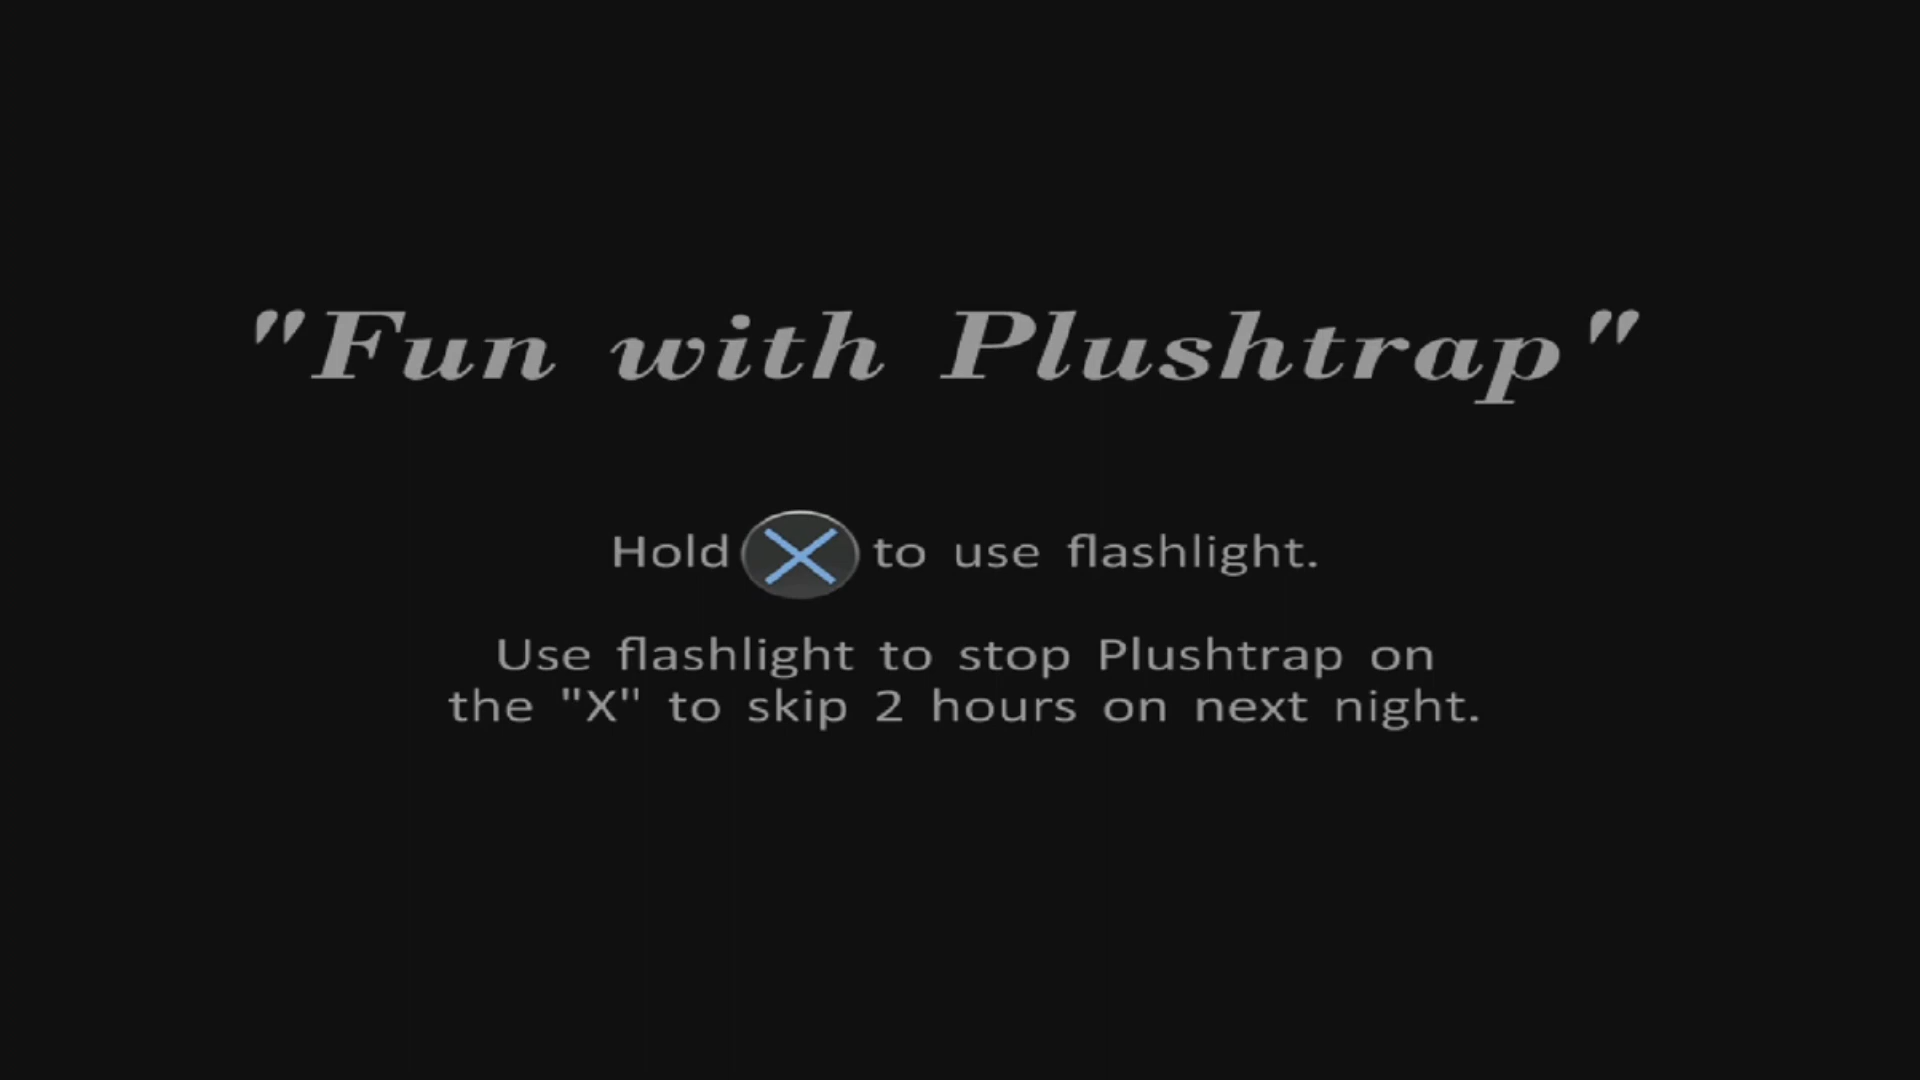 "Fun with Plushtrap"
Hold X to use flashlight.
Use flashlight to stop Plushtrap on
the "X" to skip 2 hours on next night.